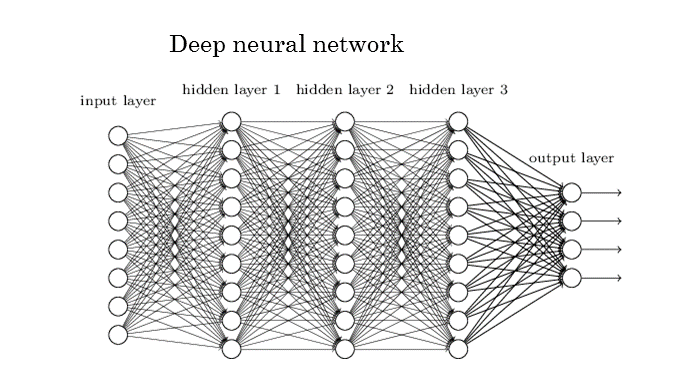 Deep neural network
hidden layer 1 hidden layer 2 hidden layer 3
input layer
output layer